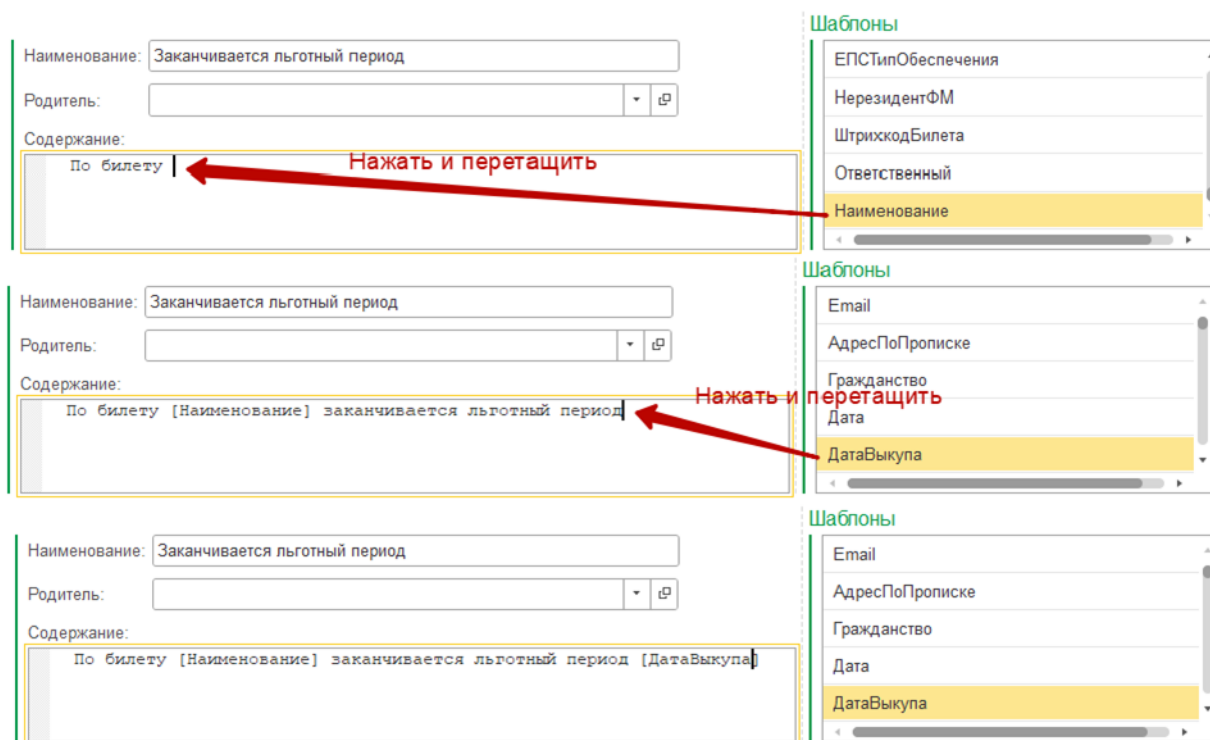 Шаблоны
Наименование: Заканчивается льготный период
Родитель:
Содержание:
По билету
Нажать и перетащить
ЕПСТипОбеспечения
НерезидентФМ
ШтрихкодБилета
Ответственный
Наименование
Шаблоны
Наименование: Заканчивается льготный период
Родитель:
Содержание:
По билету [Наименование] заканчивается льготный период
Нажать и перетащить
Email
АдресПоПрописке
Гражданство
Дата
ДатаВыкупа
Шаблоны
Наименование: Заканчивается льготный период
Родитель:
Содержание:
По билету [Наименование] заканчивается льготный период [ДатаВыкупа]
Email
АдресПоПрописке
Гражданство
Дата
ДатаВыкупа